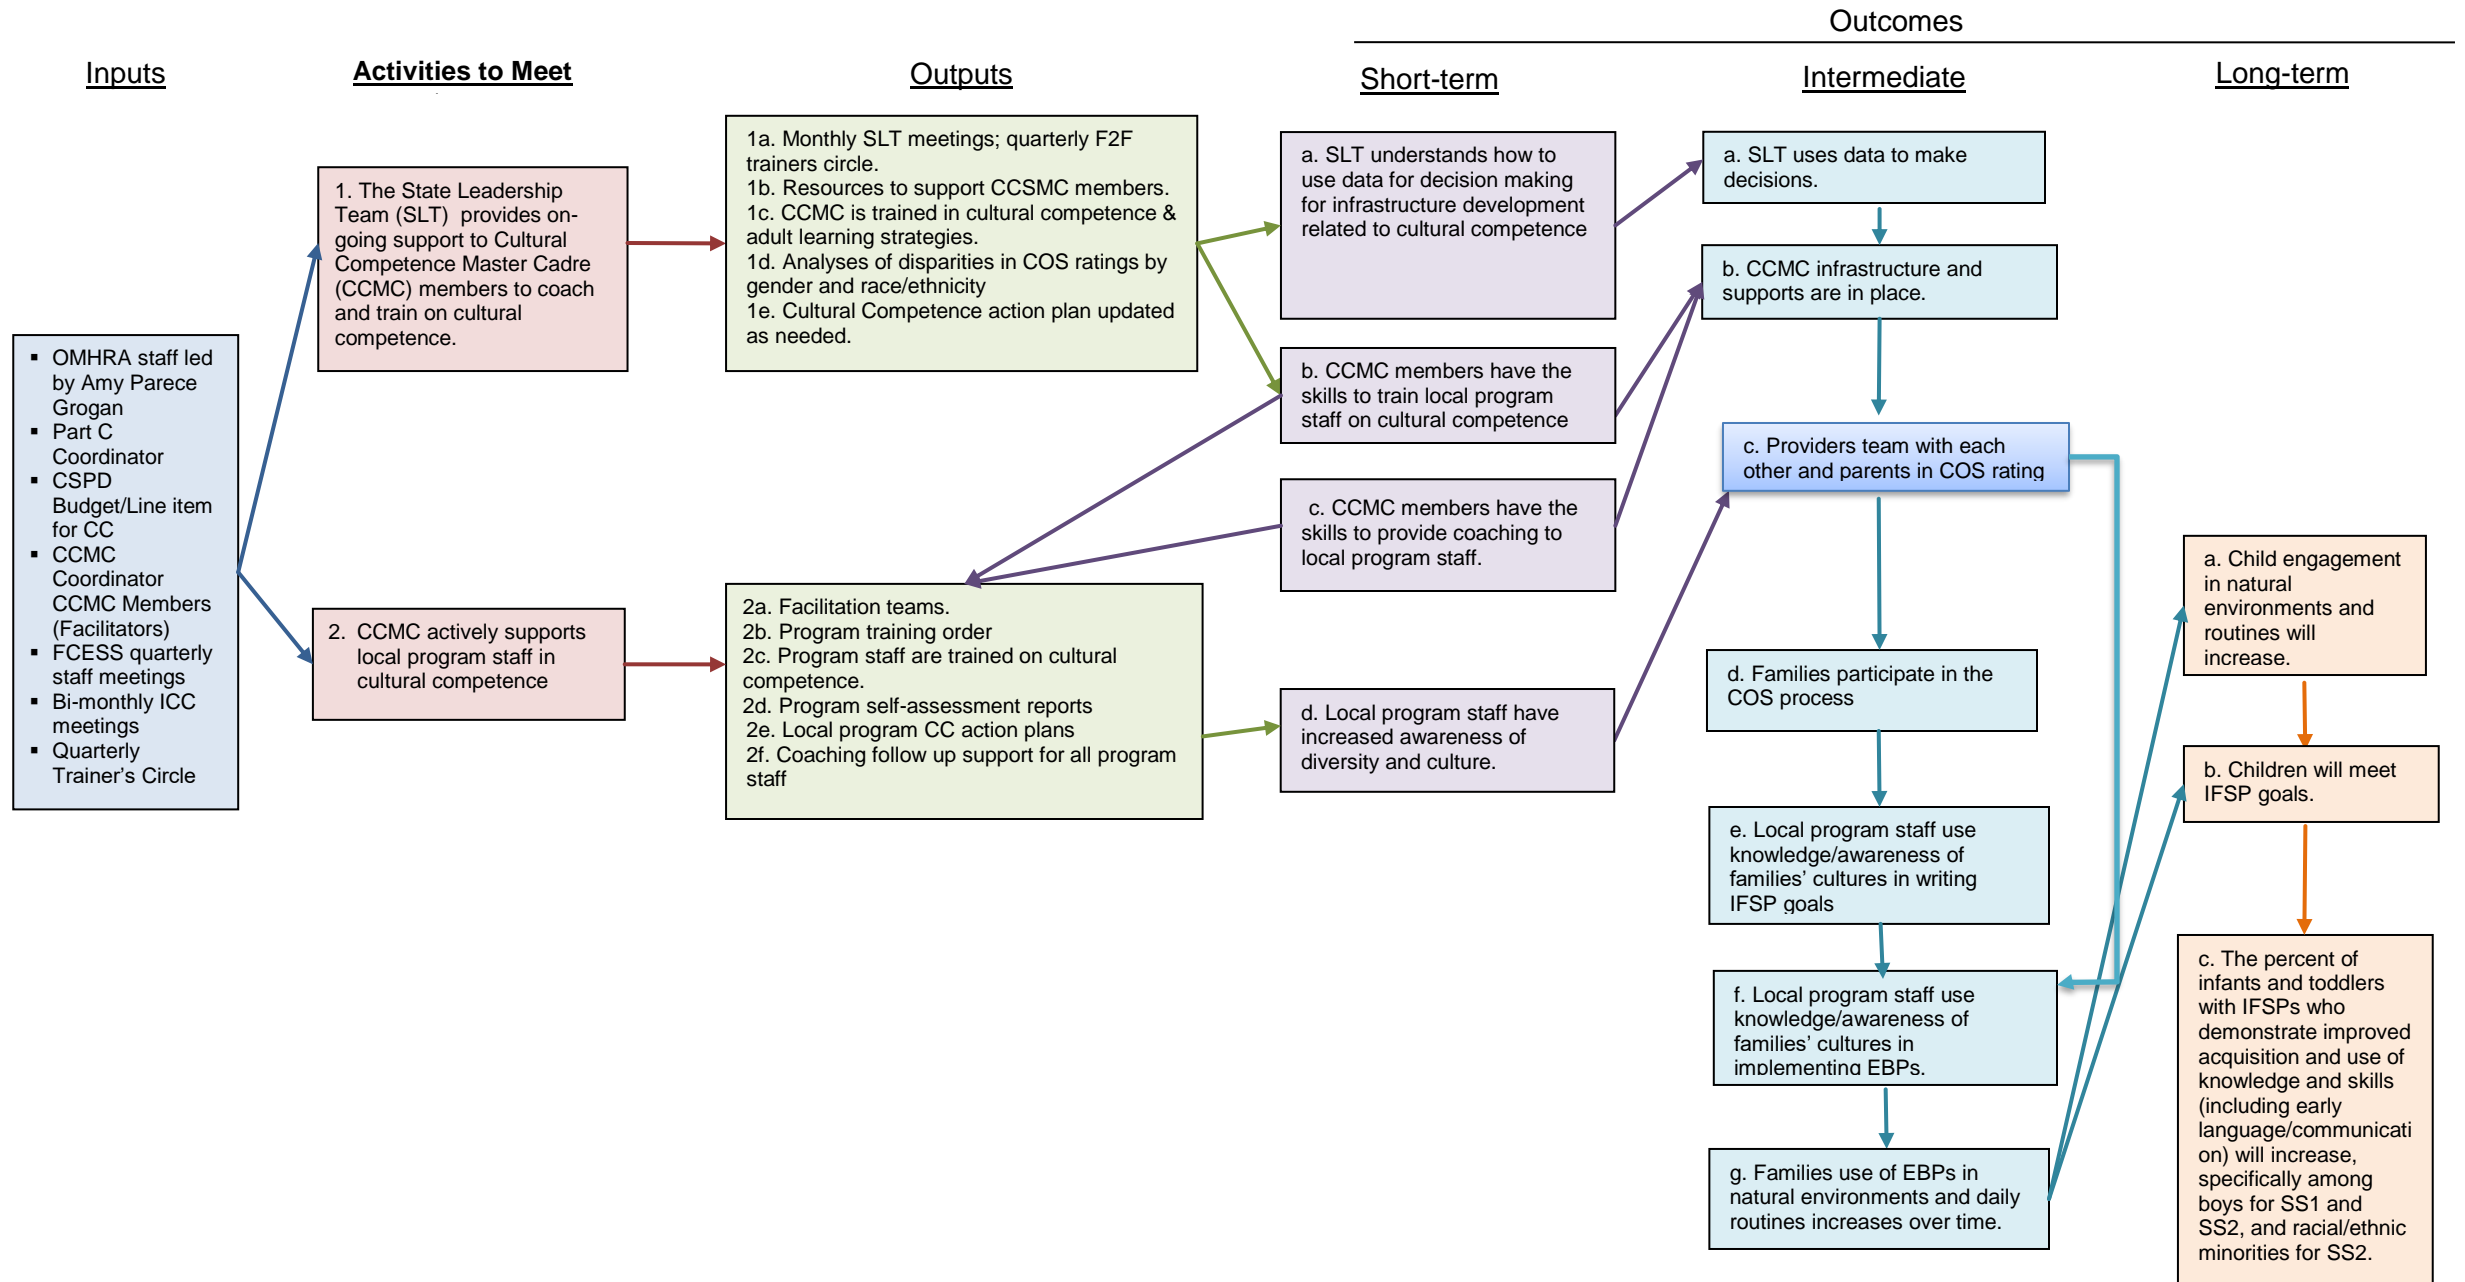 Outcomes
Inputs
Activities to Meet
Outputs
Short-term
Intermediate
Long-term
▪ OMHRA staff led
by Amy Parece
Grogan
▪ Part C
Coordinator
▪ CSPD
Budget/Line item
for CC
▪ CCMC
Coordinator
CCMC Members
(Facilitators)
▪ FCESS quarterly
staff meetings
▪ Bi-monthly ICC
meetings
▪ Quarterly
Trainer’s Circle
1. The State Leadership
Team (SLT) provides on-
going support to Cultural
Competence Master Cadre
(CCMC) members to coach
and train on cultural
competence.
2. CCMC actively supports
local program staff in
cultural competence
1a. Monthly SLT meetings; quarterly F2F
trainers circle.
1b. Resources to support CCSMC members.
1c. CCMC is trained in cultural competence &
adult learning strategies.
1d. Analyses of disparities in COS ratings by
gender and race/ethnicity
1e. Cultural Competence action plan updated
as needed.
2a. Facilitation teams.
2b. Program training order
2c. Program staff are trained on cultural
competence.
2d. Program self-assessment reports
2e. Local program CC action plans
2f. Coaching follow up support for all program
staff
a. SLT understands how to
use data for decision making
for infrastructure development
related to cultural competence
b. CCMC members have the
skills to train local program
staff on cultural competence
c. CCMC members have the
skills to provide coaching to
local program staff.
d. Local program staff have
increased awareness of
diversity and culture.
a. SLT uses data to make
decisions.
b. CCMC infrastructure and
supports are in place.
c. Providers team with each
other and parents in COS rating
d. Families participate in the
COS process
e. Local program staff use
knowledge/awareness of
families’ cultures in writing
IFSP goals
f. Local program staff use
knowledge/awareness of
families’ cultures in
implementing EBPs.
g. Families use of EBPs in
natural environments and daily
routines increases over time.
a. Child engagement
in natural
environments and
routines will
increase.
b. Children will meet
IFSP goals.
c. The percent of
infants and toddlers
with IFSPs who
demonstrate improved
acquisition and use of
knowledge and skills
(including early
language/communicati
on) will increase,
specifically among
boys for SS1 and
SS2, and racial/ethnic
minorities for SS2.